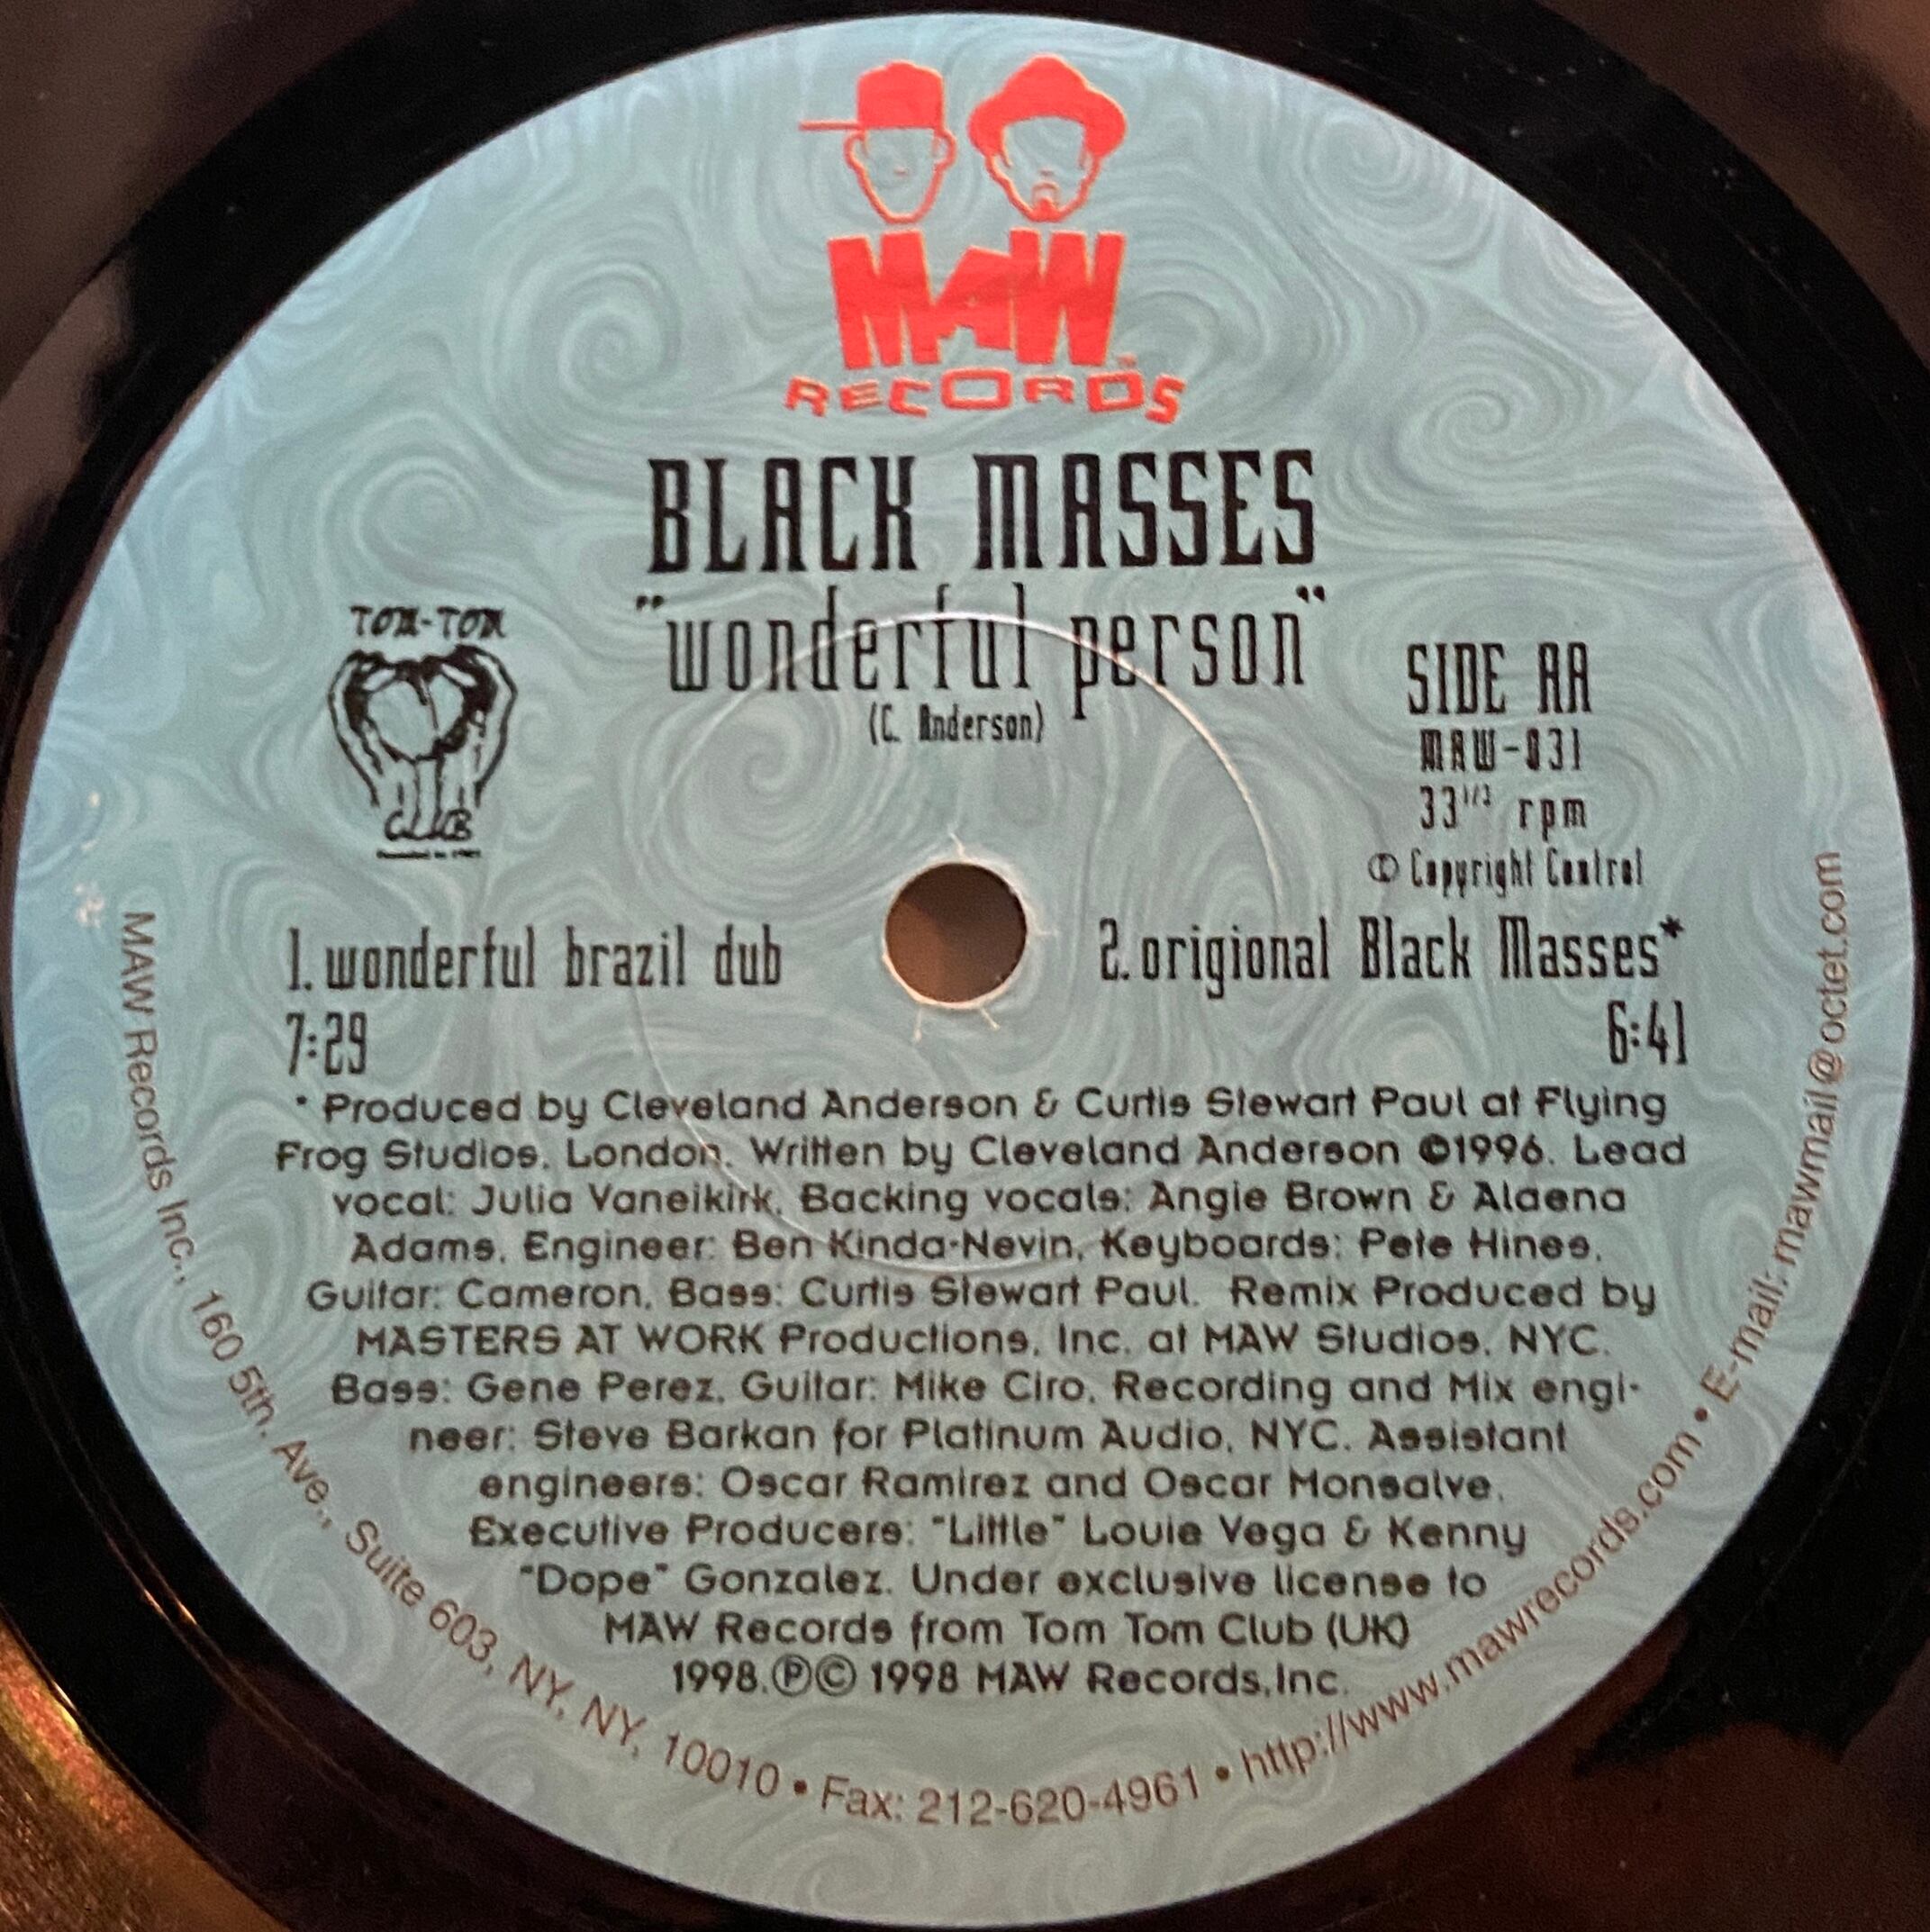 MAW
RECORDS
BLACK MASSES
"wonderful person"
(C. Anderson)
TOM-TOM
CLUB
SIDE AA
MAW-031
33 1/3 rpm
© Copyright Control
1. wonderful brazil dub
7:29
2. origional Black Masses*
6:41
* Produced by Cleveland Anderson & Curtis Stewart Paul at Flying
Frog Studios, London. Written by Cleveland Anderson ©1996. Lead
vocal: Julia Vaneikirk, Backing vocals: Angie Brown & Alaena
Adams, Engineer: Ben Kinda-Nevin, Keyboards: Pete Hines,
Guitar: Cameron, Bass: Curtis Stewart Paul. Remix Produced by
MASTERS AT WORK Productions, Inc. at MAW Studios, NYC.
Bass: Gene Perez, Guitar: Mike Ciro, Recording and Mix engi-
neer: Steve Barkan for Platinum Audio, NYC. Assistant
engineers: Oscar Ramirez and Oscar Monsalve.
Executive Producers: "Little" Louie Vega & Kenny
"Dope" Gonzalez. Under exclusive license to
MAW Records from Tom Tom Club (UK)
1998.℗© 1998 MAW Records,Inc.
MAW Records Inc., 160 5th. Ave., Suite 603, NY, NY, 10010 • Fax: 212-620-4961 • http://www.mawrecords.com • E-mail: mawmail@octet.com